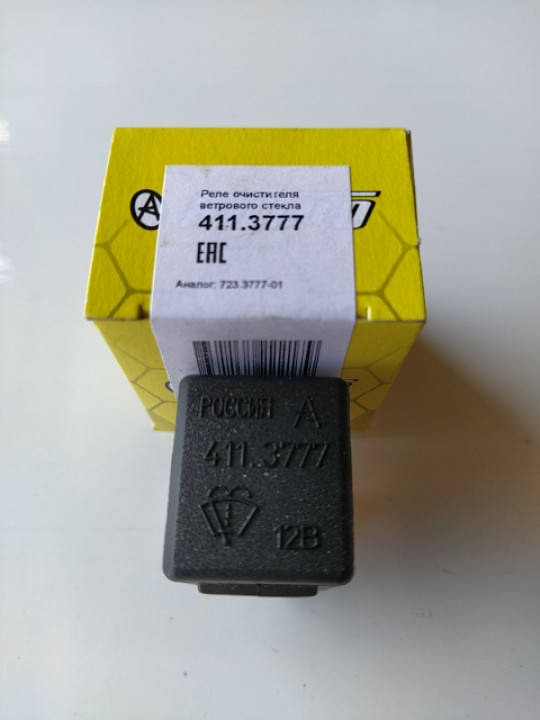 Реле очистителя
ветрового стекла
411.3777
ЕАС
Аналог: 723.3777-01
РОССИЯ А
411.3777
12В